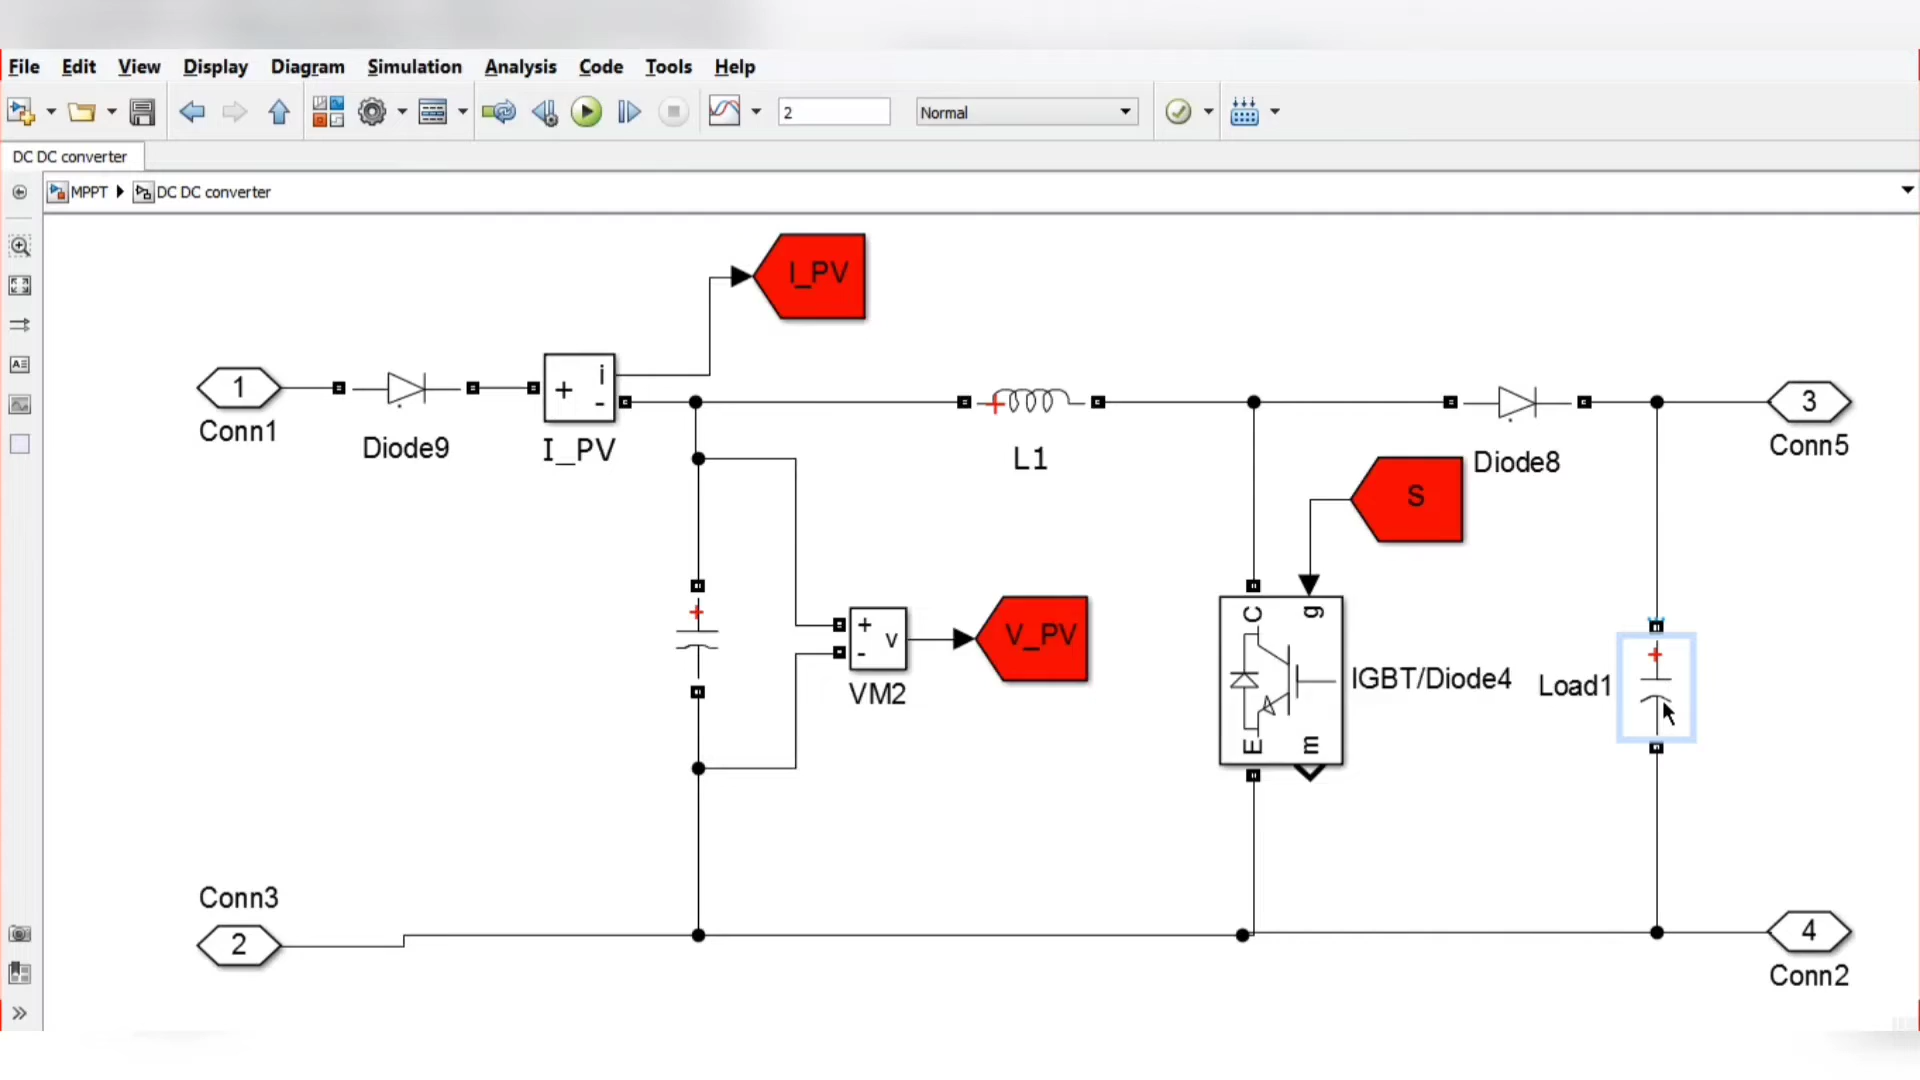 File Edit View Display Diagram Simulation Analysis Code Tools Help
2 Normal
DC DC converter
MPPT DC DC converter
I_PV
1
Conn1
Diode9
+ i -
I_PV
+
L1
Diode8
3
Conn5
S
+
+ - v
VM2
V_PV
C g
E m
IGBT/Diode4
Load1
+
Conn3
2
4
Conn2